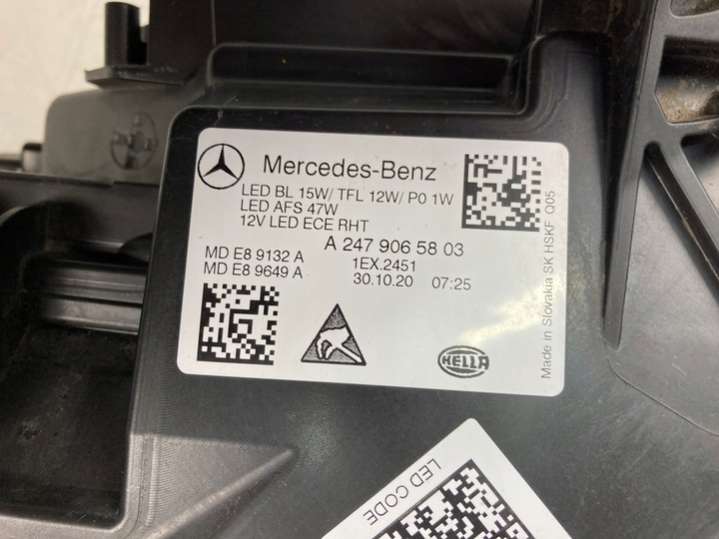 Mercedes-Benz
LED BL 15W/ TFL 12W/ P0 1W
LED AFS 47W
12V LED ECE RHT
A 247 906 58 03
MD E8 9132 A
1EX.2451
MD E8 9649 A
30.10.20 07:25
HELLA
Made in Slovakia SK HSKF Q05
LED CODE